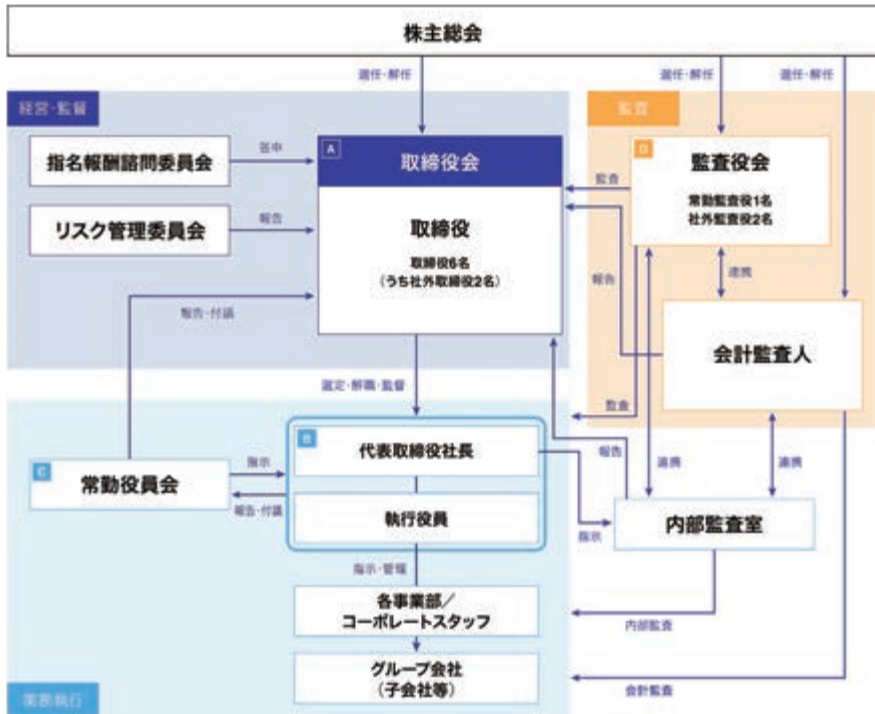 株主総会
選任・解任
選任・解任
選任・解任
経営・監督
監査
指名報酬諮問委員会
答申
A
取締役会
D
監査役会
常勤監査役1名
社外監査役2名
監査
リスク管理委員会
報告
取締役
取締役6名
(うち社外取締役2名)
報告
連携
報告・付議
会計監査人
選定・解職・監督
監査
B
代表取締役社長
C
常勤役員会
指示
報告・付議
執行役員
報告
連携
連携
指示
内部監査室
指示・管理
各事業部/
コーポレートスタッフ
内部監査
グループ会社
(子会社等)
会計監査
業務執行